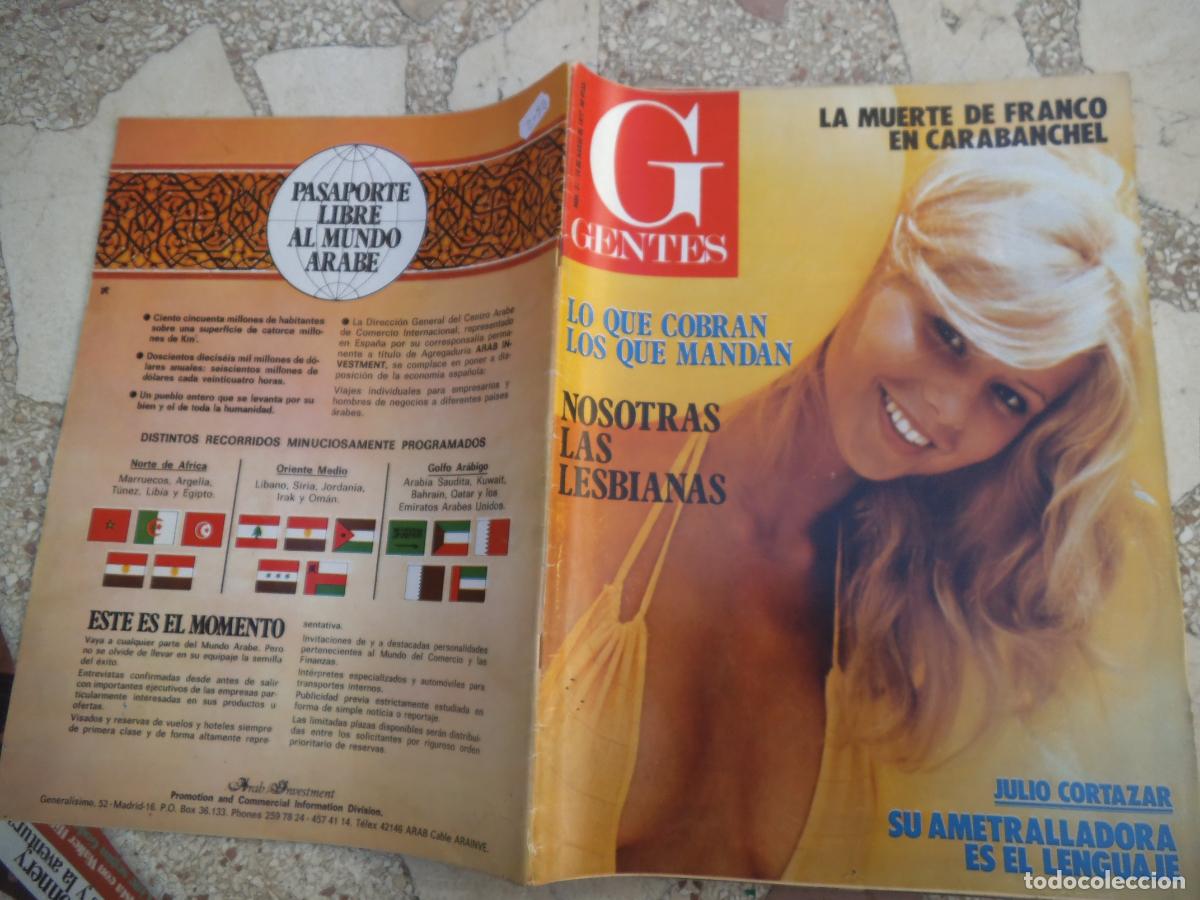 PASAPORTE
LIBRE
AL MUNDO
ARABE
● Ciento cincuenta millones de habitantes
sobre una superficie de catorce millo-
nes de Km².
● Doscientos dieciséis mil millones de dó-
lares anuales: seiscientos millones de
dólares cada veinticuatro horas.
● Un pueblo entero que se levanta por su
bien y el de toda la humanidad.
● La Dirección General del Centro Arabe
de Comercio Internacional, representado
en España por su corresponsalía perma-
nente a título de Agregaduría ARAB IN-
VESTMENT, se complace en poner a dis-
posición de la economía española:
Viajes individuales para empresarios y
hombres de negocios a diferentes países
árabes.
DISTINTOS RECORRIDOS MINUCIOSAMENTE PROGRAMADOS
Norte de Africa
Marruecos, Argelia,
Túnez, Libia y Egipto.
Oriente Medio
Líbano, Siria, Jordania,
Irak y Omán.
Golfo Arábigo
Arabia Saudita, Kuwait,
Bahrain, Qatar y los
Emiratos Arabes Unidos.
ESTE ES EL MOMENTO
Vaya a cualquier parte del Mundo Arabe. Pero
no se olvide de llevar en su equipaje la semilla
del éxito.
Entrevistas confirmadas desde antes de salir
con importantes ejecutivos de las empresas par-
ticularmente interesadas en sus productos u
ofertas.
Visados y reservas de vuelos y hoteles siempre
de primera clase y de forma altamente repre-
sentativa.
Invitaciones de y a destacadas personalidades
pertenecientes al Mundo del Comercio y las
Finanzas.
Intérpretes especializados y automóviles para
transportes internos.
Publicidad previa estrictamente estudiada en
forma de simple noticia o reportaje.
Las limitadas plazas disponibles serán distribui-
das entre los solicitantes por riguroso orden
prioritario de reservas.
Arab Investment
Promotion and Commercial Information Division.
Generalísimo, 52-Madrid-16. P.O. Box 36.133. Phones 259 78 24 - 457 41 14. Télex 42146 ARAB Cable ARAINVE.
G
GENTES
LA MUERTE DE FRANCO
EN CARABANCHEL
LO QUE COBRAN
LOS QUE MANDAN
NOSOTRAS
LAS
LESBIANAS
JULIO CORTAZAR
SU AMETRALLADORA
ES EL LENGUAJE
y la aventura
todocoleccion